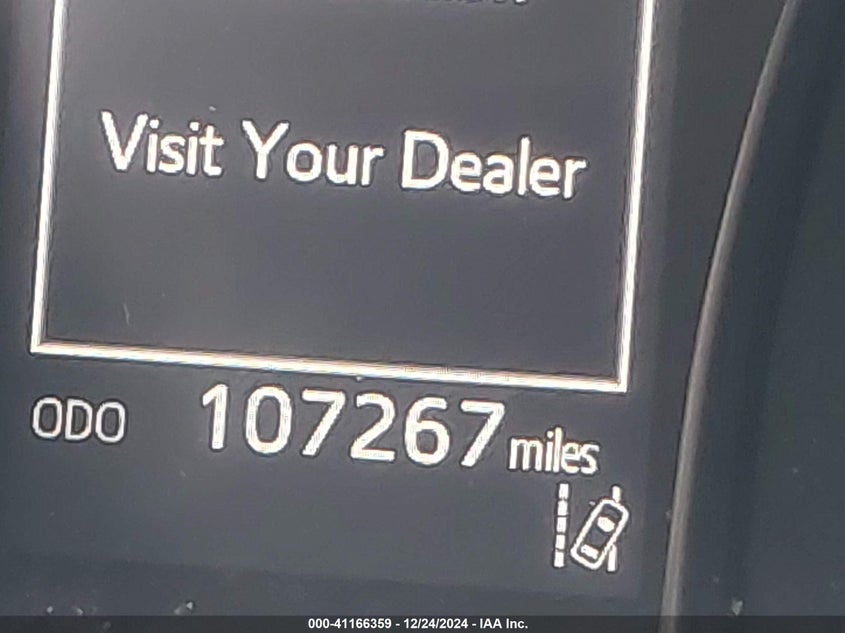 Visit Your Dealer
ODO 107267 miles
000-41166359 - 12/24/2024 - IAA Inc.